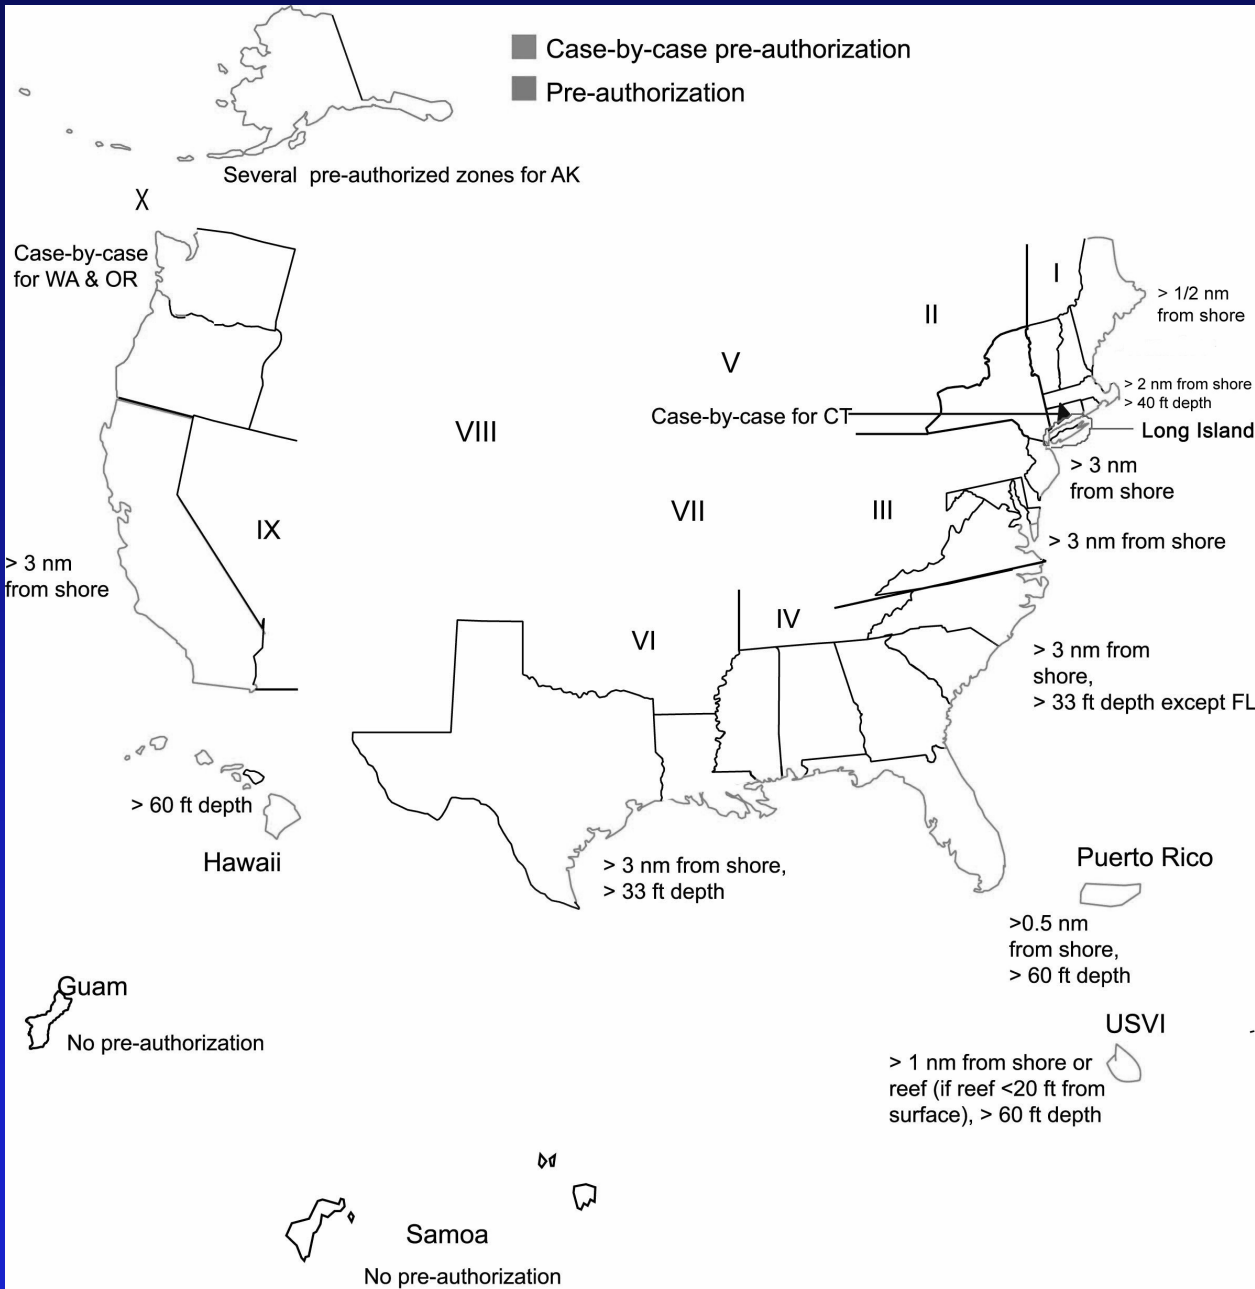 Case-by-case pre-authorization
Pre-authorization
Several pre-authorized zones for AK
X
Case-by-case
for WA & OR
I
> 1/2 nm
from shore
II
V
> 2 nm from shore
> 40 ft depth
Case-by-case for CT
Long Island
VIII
> 3 nm
from shore
VII
III
IX
> 3 nm from shore
> 3 nm
from shore
IV
VI
> 3 nm from
shore,
> 33 ft depth except FL
> 60 ft depth
Hawaii
> 3 nm from shore,
> 33 ft depth
Puerto Rico
>0.5 nm
from shore,
> 60 ft depth
Guam
No pre-authorization
USVI
> 1 nm from shore or
reef (if reef <20 ft from
surface), > 60 ft depth
Samoa
No pre-authorization